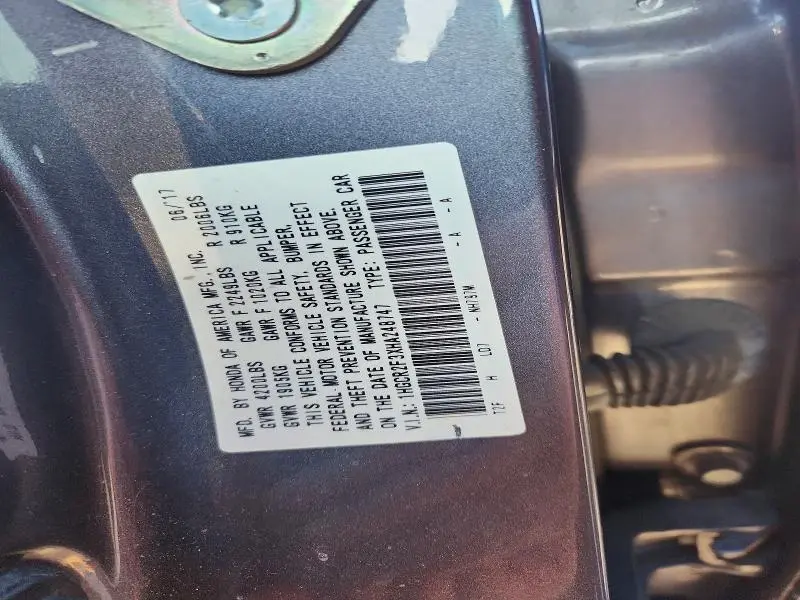 MFD. BY HONDA OF AMERICA MFG., INC. 06/17
GVWR 4200LBS GAWR F 2249LBS R 2006LBS
GVWR 1905KG GAWR F 1020KG R 910KG
THIS VEHICLE CONFORMS TO ALL APPLICABLE
FEDERAL MOTOR VEHICLE SAFETY, BUMPER,
AND THEFT PREVENTION STANDARDS IN EFFECT
ON THE DATE OF MANUFACTURE SHOWN ABOVE.
V.I.N.: 1HGCR2F3XHA248747 TYPE: PASSENGER CAR
T2F H L07 - NH797M - A - A